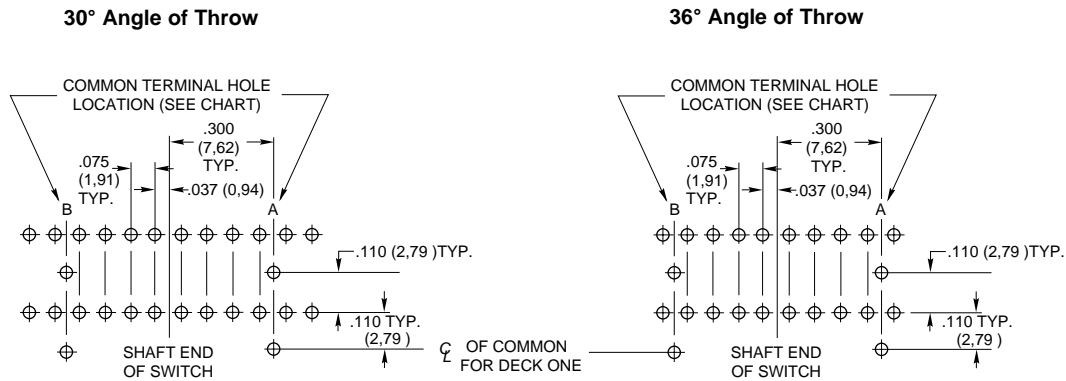 30° Angle of Throw
COMMON TERMINAL HOLE
LOCATION (SEE CHART)
.300
(7,62)
TYP.
.075
(1,91)
TYP.
.037 (0,94)
B
A
.110 (2,79 )TYP.
.110 TYP.
(2,79 )
SHAFT END
OF SWITCH
℄ OF COMMON
FOR DECK ONE
36° Angle of Throw
COMMON TERMINAL HOLE
LOCATION (SEE CHART)
.300
(7,62)
TYP.
.075
(1,91)
TYP.
.037 (0,94)
B
A
.110 (2,79 )TYP.
.110 TYP.
(2,79 )
SHAFT END
OF SWITCH